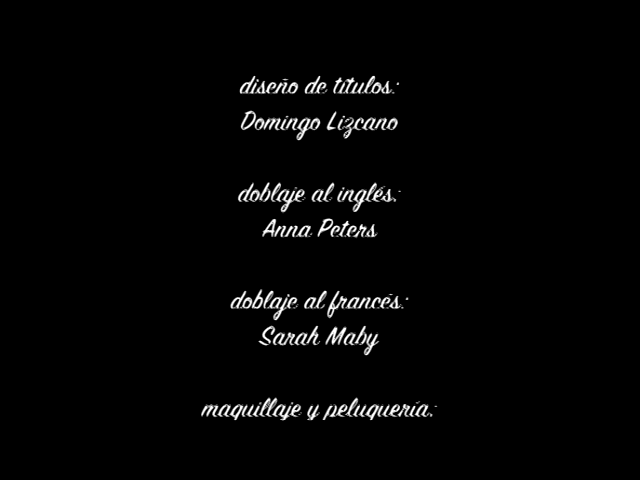 diseño de títulos:
Domingo Lizcano
doblaje al inglés:
Anna Peters
doblaje al francés:
Sarah Maby
maquillaje y peluquería: